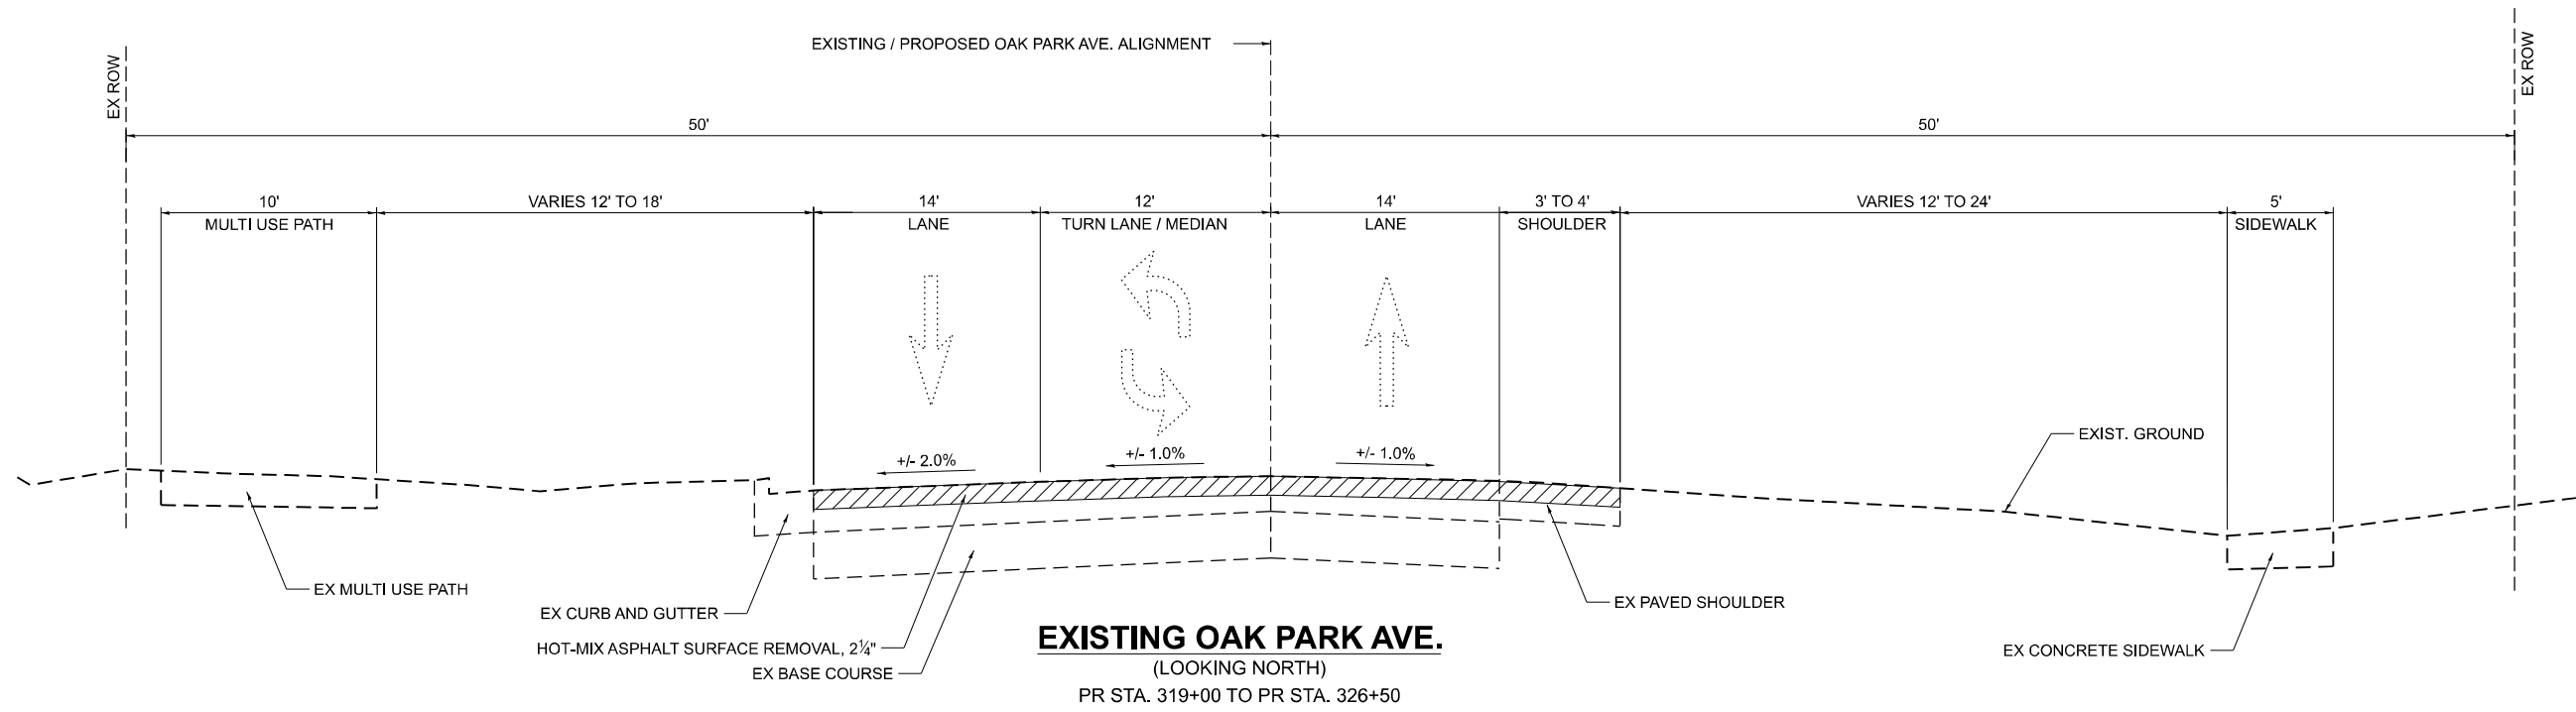 EXISTING / PROPOSED OAK PARK AVE. ALIGNMENT
EX ROW
EX ROW
50'
50'
10'
MULTI USE PATH
VARIES 12' TO 18'
14'
LANE
12'
TURN LANE / MEDIAN
14'
LANE
3' TO 4'
SHOULDER
VARIES 12' TO 24'
5'
SIDEWALK
+/- 2.0%
+/- 1.0%
+/- 1.0%
EXIST. GROUND
EX MULTI USE PATH
EX CURB AND GUTTER
HOT-MIX ASPHALT SURFACE REMOVAL, 2¼"
EX BASE COURSE
EX PAVED SHOULDER
EX CONCRETE SIDEWALK
EXISTING OAK PARK AVE.
(LOOKING NORTH)
PR STA. 319+00 TO PR STA. 326+50